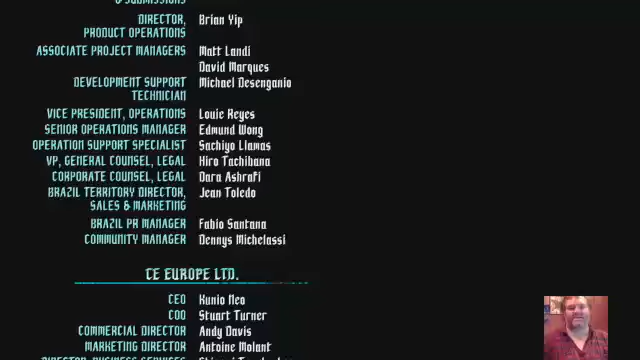 & SUBMISSIONS
DIRECTOR, Brian Yip
PRODUCT OPERATIONS
ASSOCIATE PROJECT MANAGERS Matt Landi
David Marques
DEVELOPMENT SUPPORT Michael Desenganio
TECHNICIAN
VICE PRESIDENT, OPERATIONS Louie Reyes
SENIOR OPERATIONS MANAGER Edmund Wong
OPERATION SUPPORT SPECIALIST Sachiyo Llamas
VP, GENERAL COUNSEL, LEGAL Hiro Tachibana
CORPORATE COUNSEL, LEGAL Dara Ashrafi
BRAZIL TERRITORY DIRECTOR, Jean Toledo
SALES & MARKETING
BRAZIL PR MANAGER Fabio Santana
COMMUNITY MANAGER Dennys Michelassi
CE EUROPE LTD.
CEO Kunio Neo
COO Stuart Turner
COMMERCIAL DIRECTOR Andy Davis
MARKETING DIRECTOR Antoine Molant
DIRECTOR, BUSINESS SERVICES